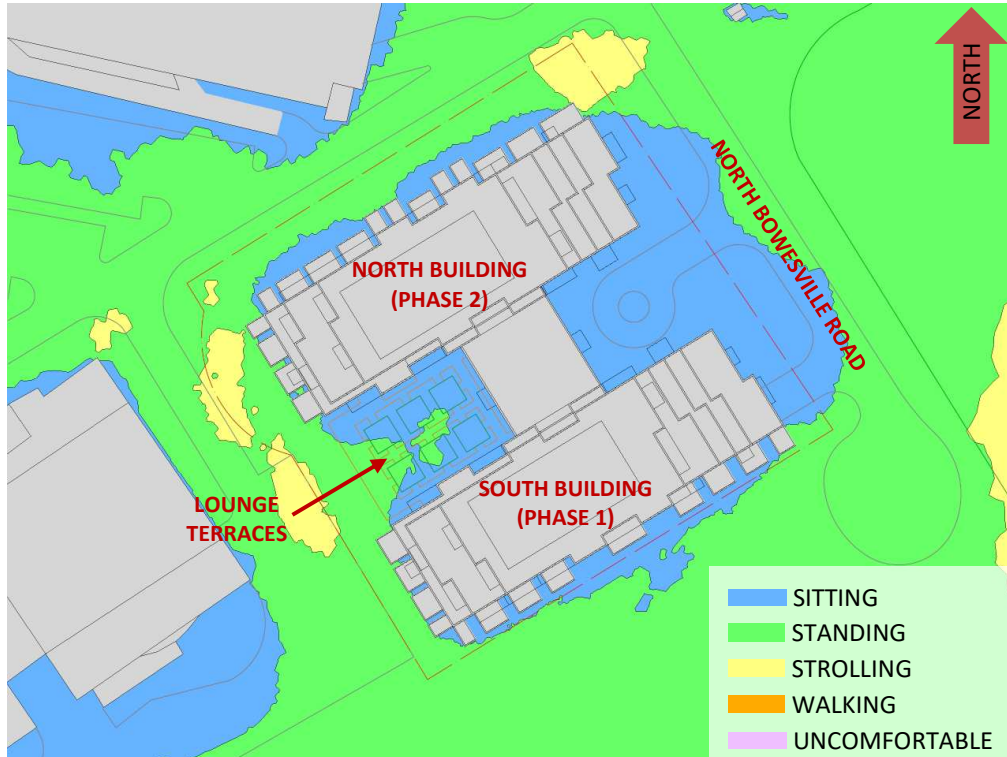 NORTH
NORTH BOWESVILLE ROAD
NORTH BUILDING
(PHASE 2)
LOUNGE
TERRACES
SOUTH BUILDING
(PHASE 1)
SITTING
STANDING
STROLLING
WALKING
UNCOMFORTABLE